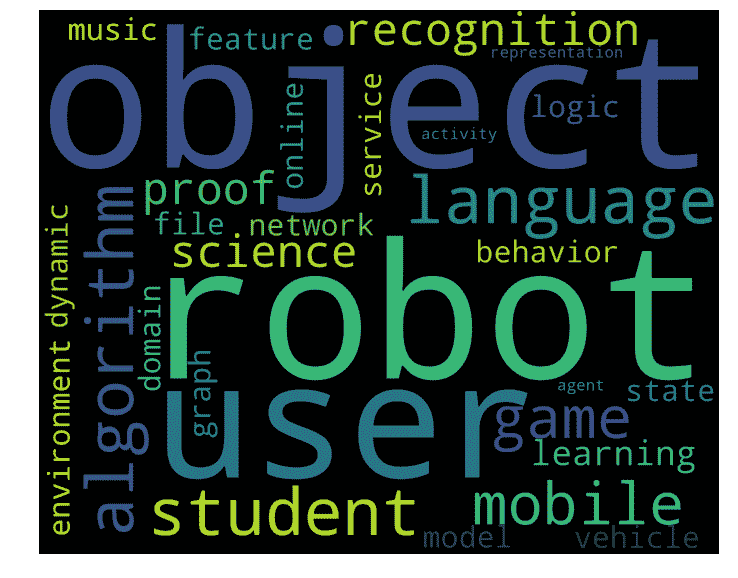 music
feature
recognition
representation
object
online
service
logic
activity
proof
language
file
network
science
behavior
dynamic
algorithm
robot
domain
environment
graph
user
agent
state
game
learning
student
mobile
model
vehicle